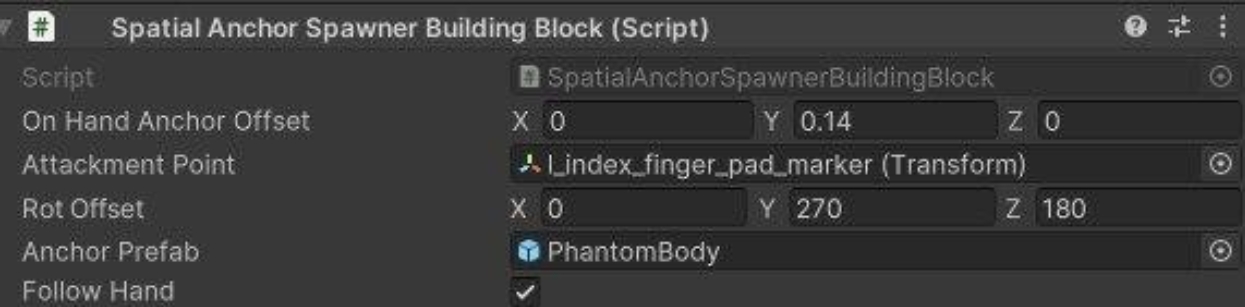 Spatial Anchor Spawner Building Block (Script)
Script SpatialAnchorSpawnerBuildingBlock
On Hand Anchor Offset X 0 Y 0.14 Z 0
Attackment Point l_index_finger_pad_marker (Transform)
Rot Offset X 0 Y 270 Z 180
Anchor Prefab PhantomBody
Follow Hand